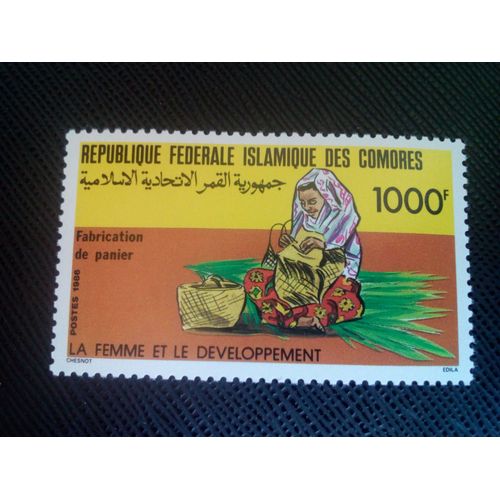 REPUBLIQUE FEDERALE ISLAMIQUE DES COMORES
جمهورية القمر الاتحادية الاسلامية
1000F
Fabrication
de panier
POSTES 1986
LA FEMME ET LE DEVELOPPEMENT
CHESNOT
EDILA